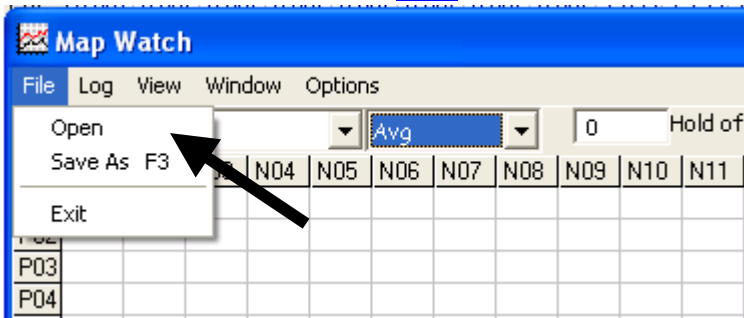 Map Watch
File Log View Window Options
Open
Avg
0
Hold of
Save As F3
N04 N05 N06 N07 N08 N09 N10 N11
Exit
P03
P04